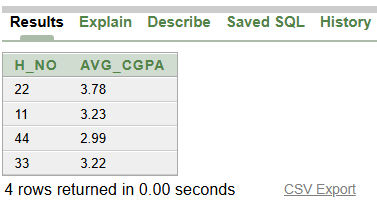 Results Explain Describe Saved SQL History
H_NO AVG_CGPA
22 3.78
11 3.23
44 2.99
33 3.22
4 rows returned in 0.00 seconds CSV Export